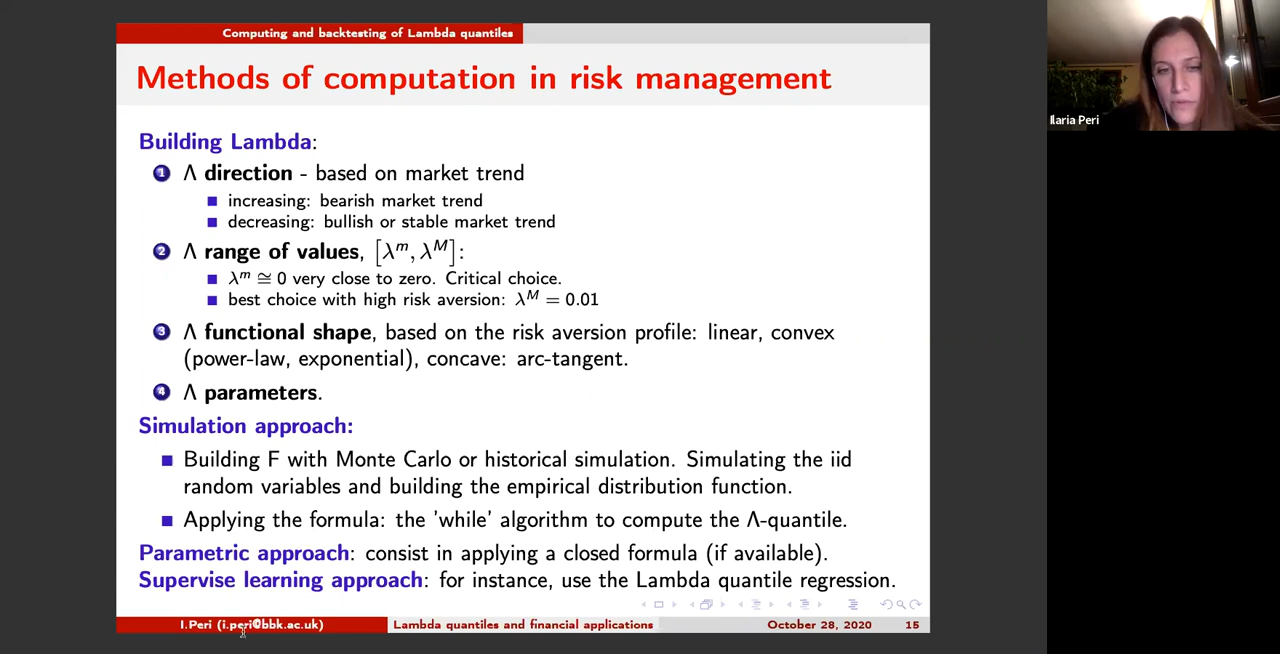 Computing and backtesting of Lambda quantiles
Methods of computation in risk management
Building Lambda:
1 Λ direction - based on market trend
increasing: bearish market trend
decreasing: bullish or stable market trend
2 Λ range of values, [λᵐ, λᴹ]:
λᵐ ≅ 0 very close to zero. Critical choice.
best choice with high risk aversion: λᴹ = 0.01
3 Λ functional shape, based on the risk aversion profile: linear, convex
(power-law, exponential), concave: arc-tangent.
4 Λ parameters.
Simulation approach:
Building F with Monte Carlo or historical simulation. Simulating the iid
random variables and building the empirical distribution function.
Applying the formula: the 'while' algorithm to compute the Λ-quantile.
Parametric approach: consist in applying a closed formula (if available).
Supervise learning approach: for instance, use the Lambda quantile regression.
I.Peri (i.peri@bbk.ac.uk) Lambda quantiles and financial applications October 28, 2020 15
Ilaria Peri